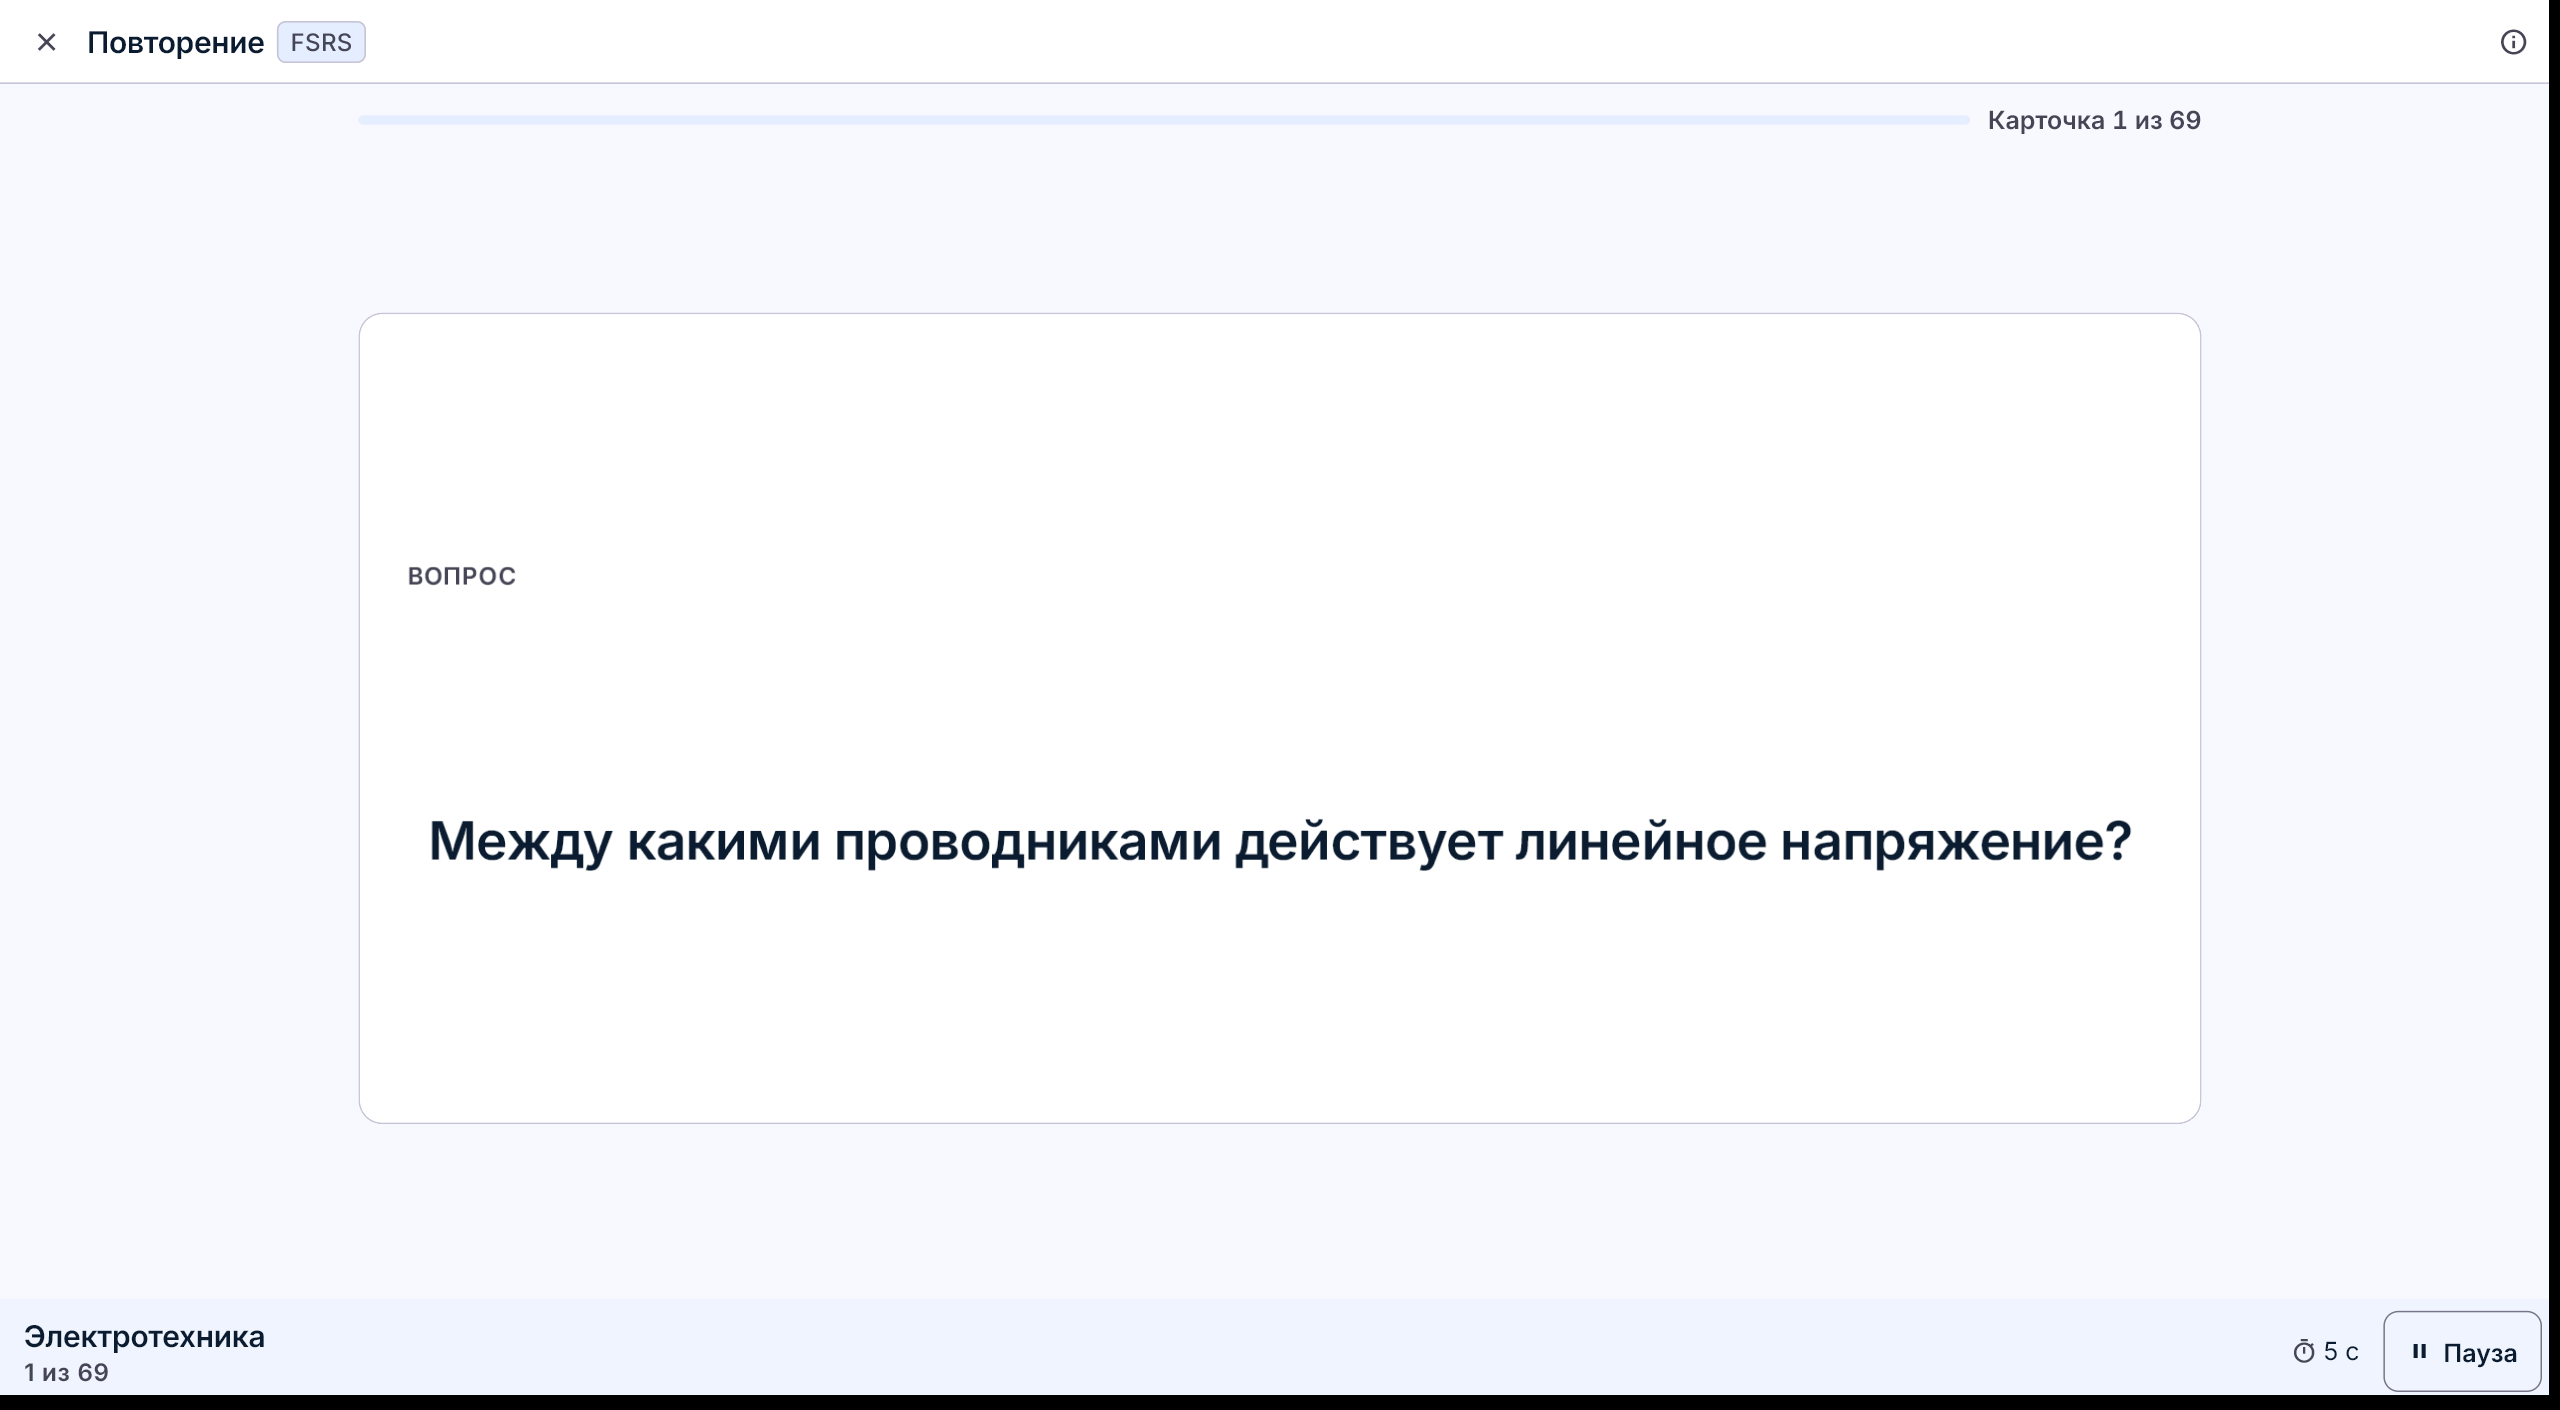 Повторение FSRS
Карточка 1 из 69
ВОПРОС
Между какими проводниками действует линейное напряжение?
Электротехника
1 из 69
5 с
Пауза